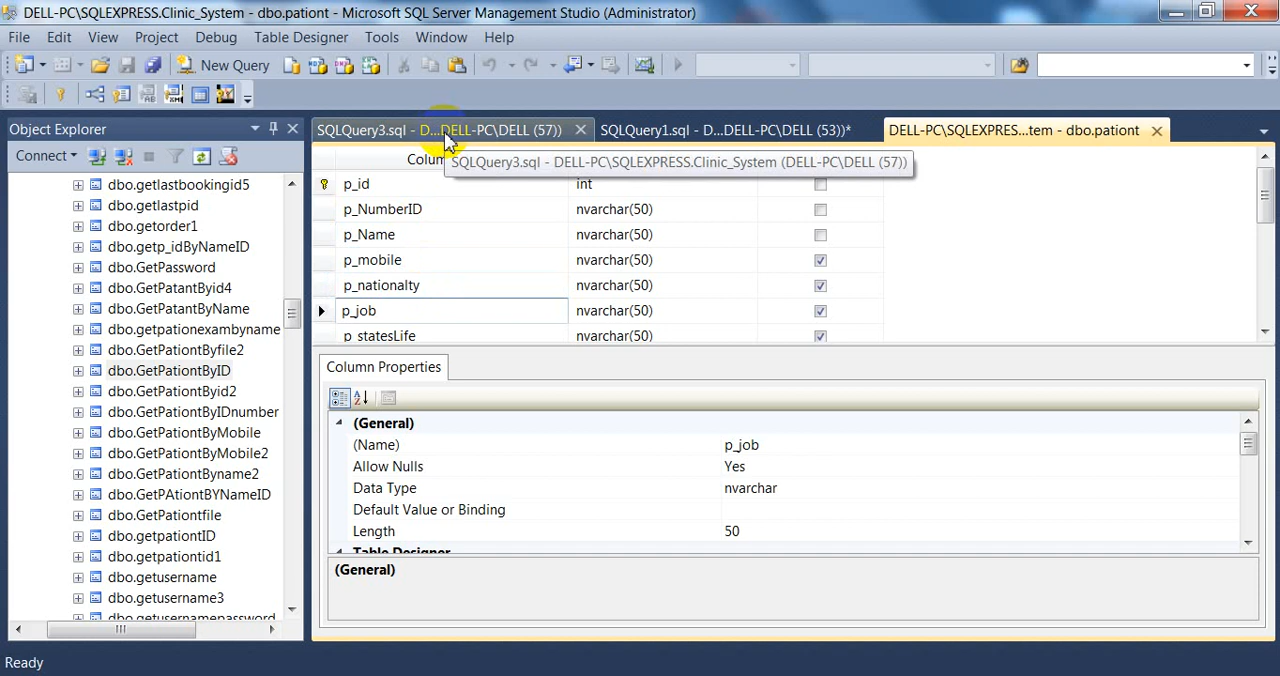 DELL-PC\SQLEXPRESS.Clinic_System - dbo.pationt - Microsoft SQL Server Management Studio (Administrator)
File Edit View Project Debug Table Designer Tools Window Help
New Query
Object Explorer
SQLQuery3.sql - D...DELL-PC\DELL (57))
SQLQuery1.sql - D...DELL-PC\DELL (53))*
DELL-PC\SQLEXPRES...tem - dbo.pationt
Connect
SQLQuery3.sql - DELL-PC\SQLEXPRESS.Clinic_System (DELL-PC\DELL (57))
dbo.getlastbookingid5
dbo.getlastpid
dbo.getorder1
dbo.getp_idByNameID
dbo.GetPassword
dbo.GetPatantByid4
dbo.GetPatantByName
dbo.getpationexambyname
dbo.GetPationtByfile2
dbo.GetPationtByID
dbo.GetPationtByid2
dbo.GetPationtByIDnumber
dbo.GetPationtByMobile
dbo.GetPationtByMobile2
dbo.GetPationtByname2
dbo.GetPAtiontBYNameID
dbo.GetPationtfile
dbo.getpationtID
dbo.getpationtid1
dbo.getusername
dbo.getusername3
dbo.getusernamepassword
p_id int
p_NumberID nvarchar(50)
p_Name nvarchar(50)
p_mobile nvarchar(50)
p_nationalty nvarchar(50)
p_job nvarchar(50)
p_statesLife nvarchar(50)
Column Properties
(General)
(Name) p_job
Allow Nulls Yes
Data Type nvarchar
Default Value or Binding
Length 50
Table Designer
(General)
Ready